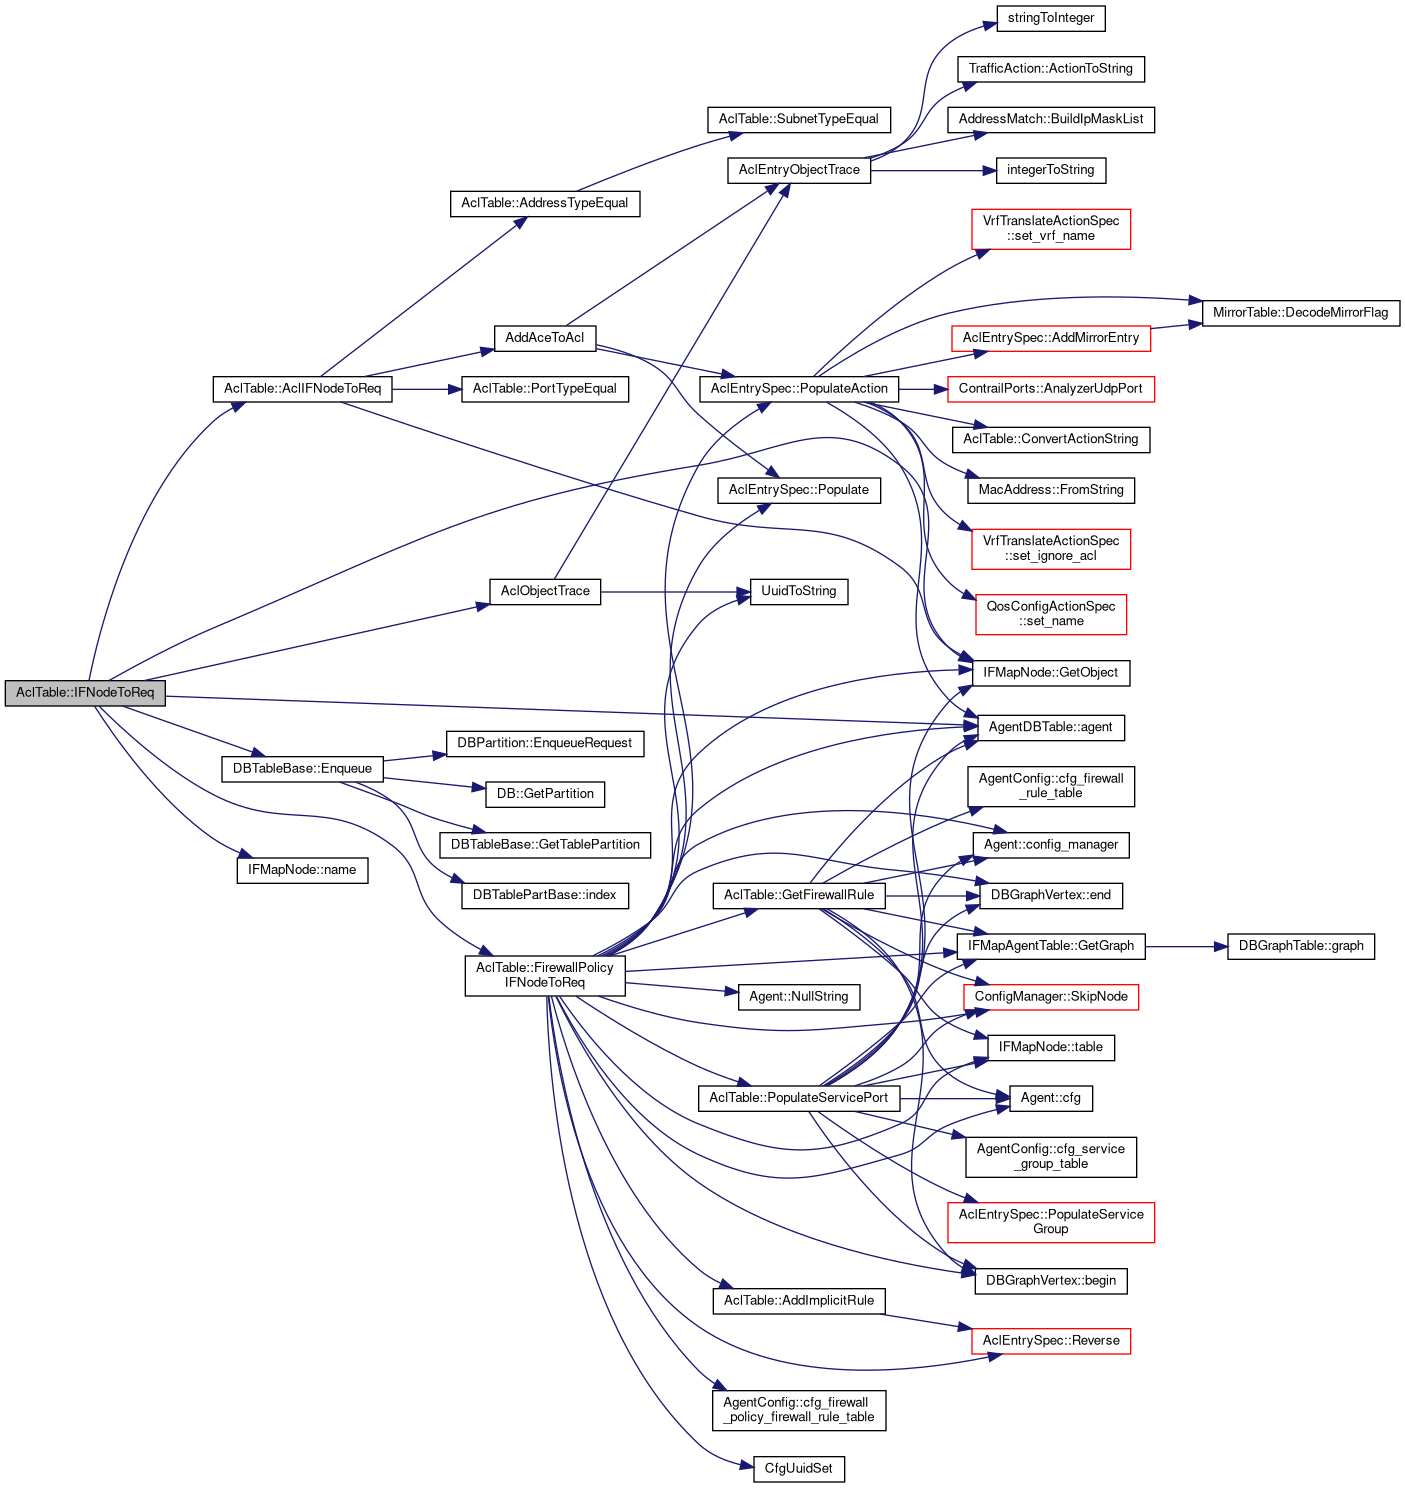 stringToInteger
TrafficAction::ActionToString
AclTable::SubnetTypeEqual
AddressMatch::BuildIpMaskList
AclEntryObjectTrace
integerToString
AclTable::AddressTypeEqual
VrfTranslateActionSpec
::set_vrf_name
MirrorTable::DecodeMirrorFlag
AddAceToAcl
AclEntrySpec::AddMirrorEntry
AclTable::AclIFNodeToReq
AclTable::PortTypeEqual
AclEntrySpec::PopulateAction
ContrailPorts::AnalyzerUdpPort
AclTable::ConvertActionString
AclEntrySpec::Populate
MacAddress::FromString
VrfTranslateActionSpec
::set_ignore_acl
AclObjectTrace
UuidToString
QosConfigActionSpec
::set_name
IFMapNode::GetObject
AclTable::IFNodeToReq
AgentDBTable::agent
DBPartition::EnqueueRequest
DBTableBase::Enqueue
DB::GetPartition
AgentConfig::cfg_firewall
_rule_table
DBTableBase::GetTablePartition
Agent::config_manager
IFMapNode::name
DBTablePartBase::index
AclTable::GetFirewallRule
DBGraphVertex::end
IFMapAgentTable::GetGraph
DBGraphTable::graph
AclTable::FirewallPolicy
IFNodeToReq
Agent::NullString
ConfigManager::SkipNode
IFMapNode::table
AclTable::PopulateServicePort
Agent::cfg
AgentConfig::cfg_service
_group_table
AclEntrySpec::PopulateService
Group
DBGraphVertex::begin
AclTable::AddImplicitRule
AclEntrySpec::Reverse
AgentConfig::cfg_firewall
_policy_firewall_rule_table
CfgUuidSet